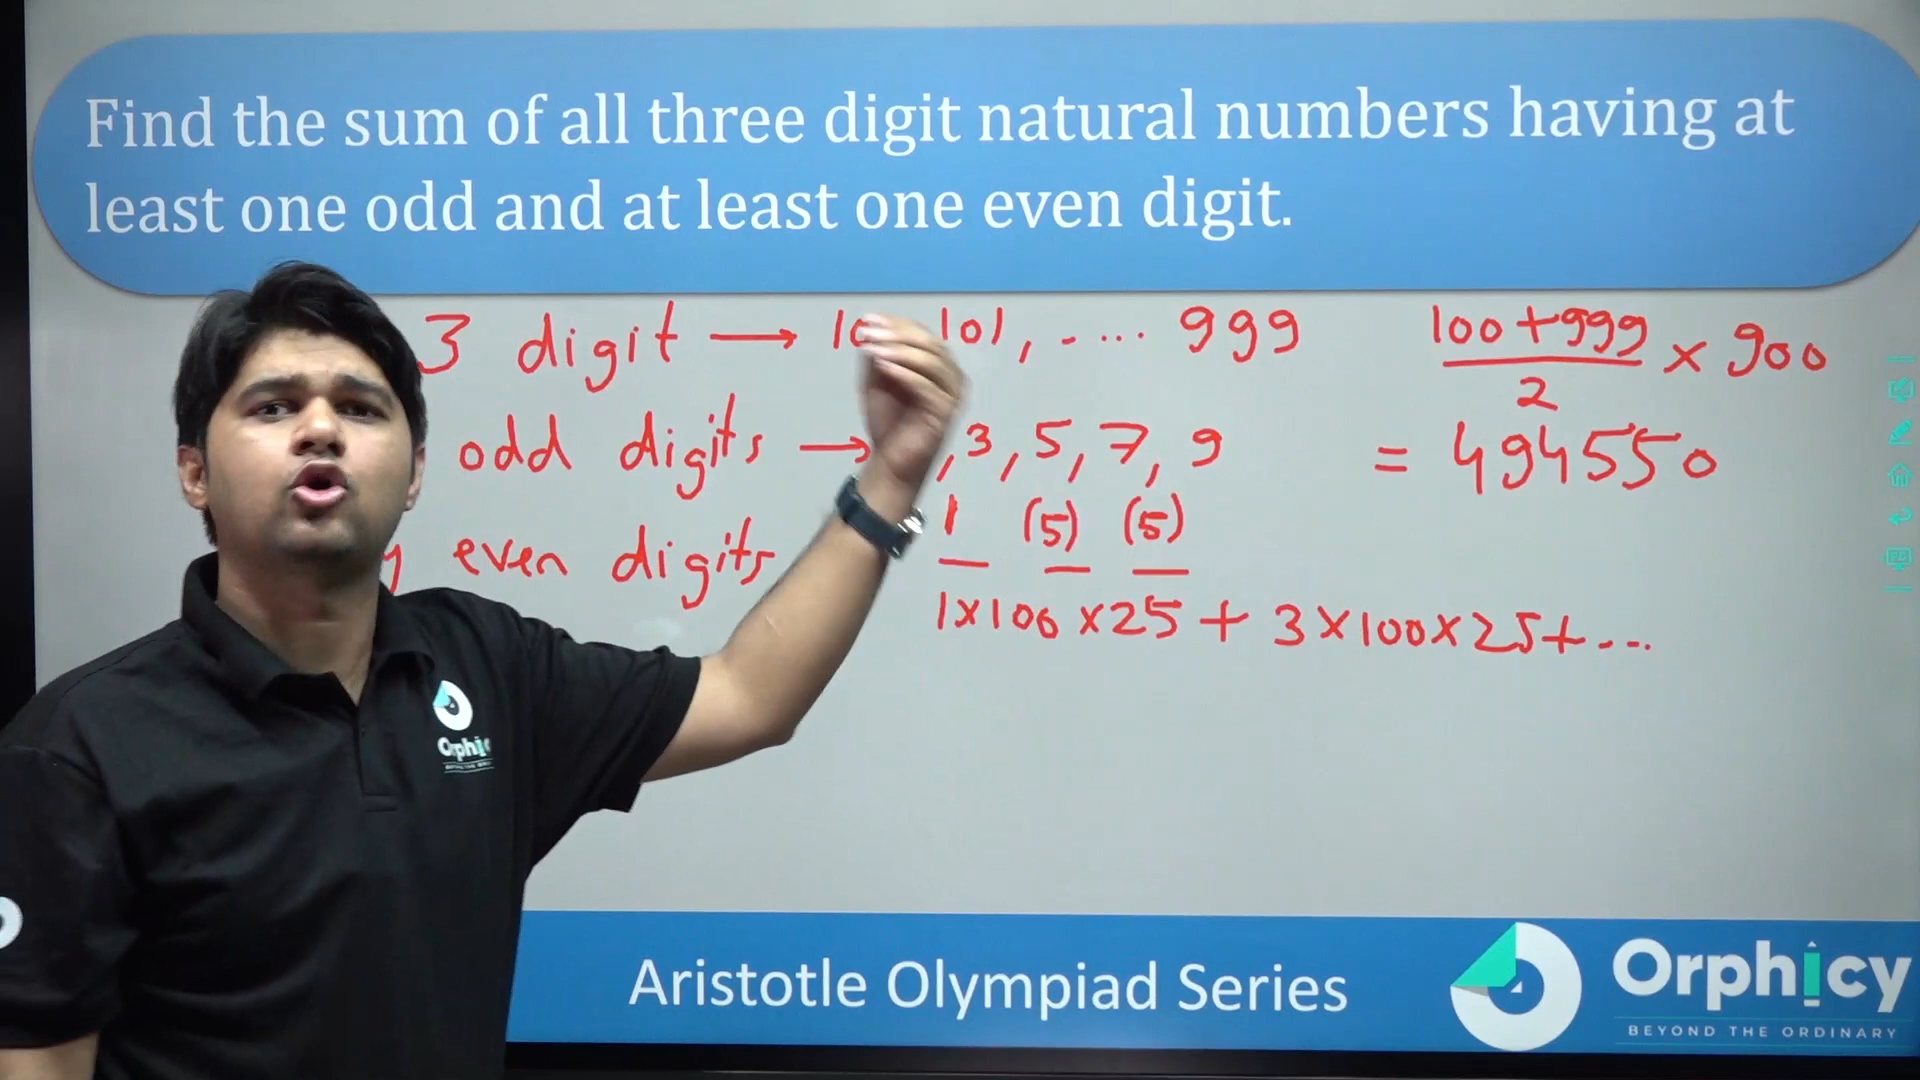 Find the sum of all three digit natural numbers having at
least one odd and at least one even digit.
3 digit → 101, ..... 999
100 + 999
2
× 900
odd digits → , 3, 5, 7, 9
= 494550
even digits
1 (5) (5)
1×100×25 + 3×100×25+...
Orphic
Aristotle Olympiad Series
Orphicy
BEYOND THE ORDINARY